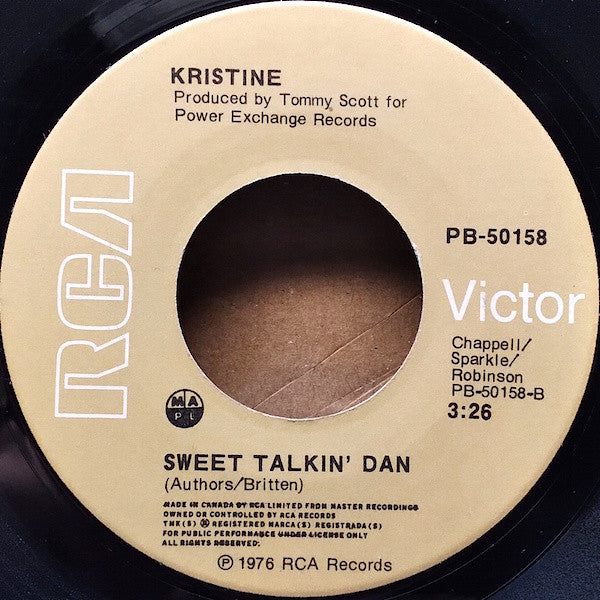 KRISTINE
Produced by Tommy Scott for
Power Exchange Records
RCA
PB-50158
Victor
Chappell/
Sparkle/
Robinson
PB-50158-B
3:26
M A
P L
SWEET TALKIN' DAN
(Authors/Britten)
MADE IN CANADA BY RCA LIMITED FROM MASTER RECORDINGS
OWNED OR CONTROLLED BY RCA RECORDS
TMK(S) ® REGISTERED MARCA(S) REGISTRADA(S)
FOR PUBLIC PERFORMANCE UNDER LICENSE ONLY
ALL RIGHTS RESERVED.
℗ 1976 RCA Records